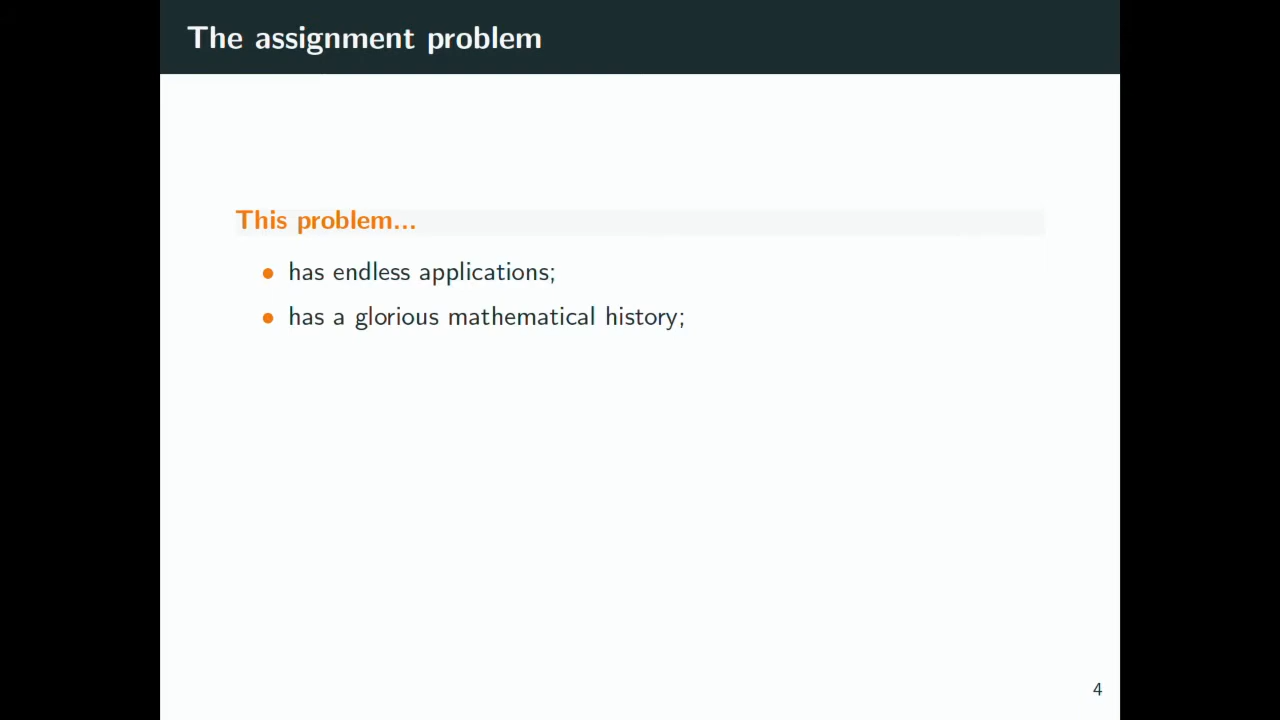 The assignment problem
This problem...
• has endless applications;
• has a glorious mathematical history;
4